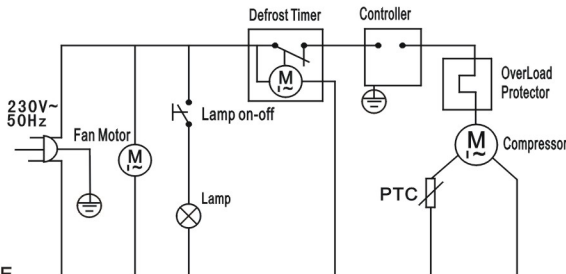 Defrost Timer
Controller
M
~
OverLoad
Protector
230V~
50Hz
Lamp on-off
Fan Motor
M
~
M
~
Compressor
PTC
Lamp
E